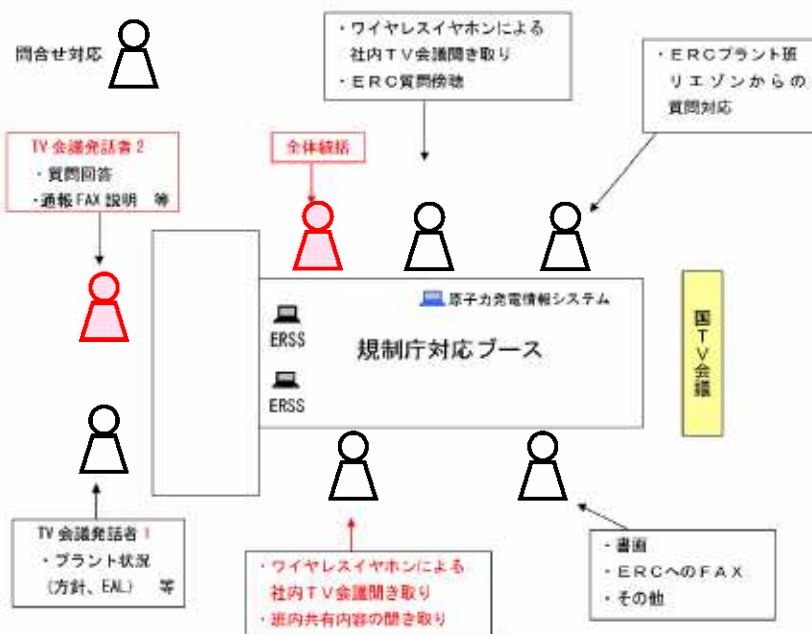 問合せ対応
・ワイヤレスイヤホンによる
社内TV会議聞き取り
・ERC質問傍聴
・ERCプラント班
リエゾンからの
質問対応
TV会議発話者2
・質問回答
・通報FAX説明 等
全体統括
原子力発電情報システム
ERSS
規制庁対応ブース
ERSS
国TV会議
TV会議発話者1
・プラント状況
(方針、EAL) 等
・ワイヤレスイヤホンによる
社内TV会議聞き取り
・班内共有内容の聞き取り
・書画
・ERCへのFAX
・その他